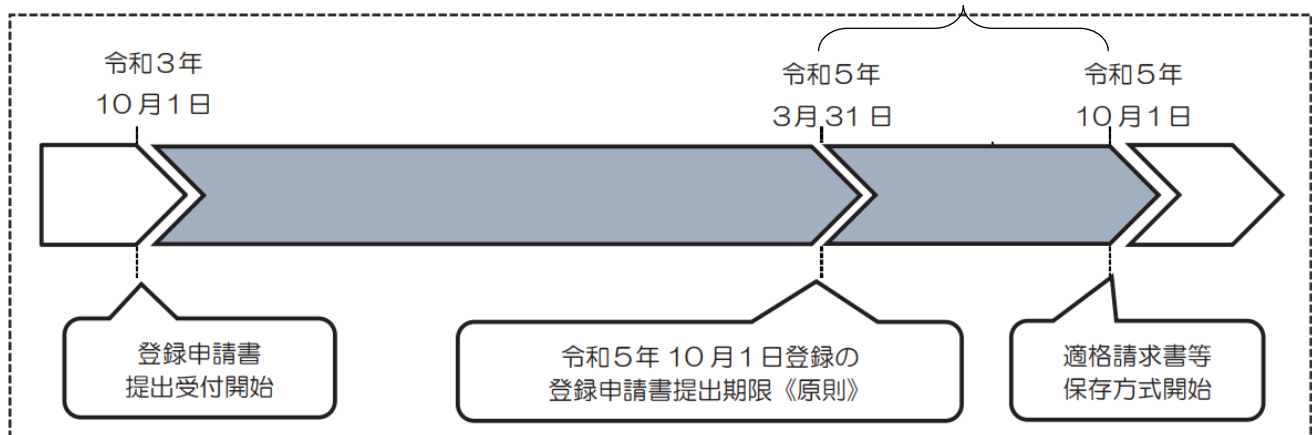 令和３年
10月１日
令和５年
３月31日
令和５年
10月１日
登録申請書
提出受付開始
令和５年10月１日登録の
登録申請書提出期限《原則》
適格請求書等
保存方式開始